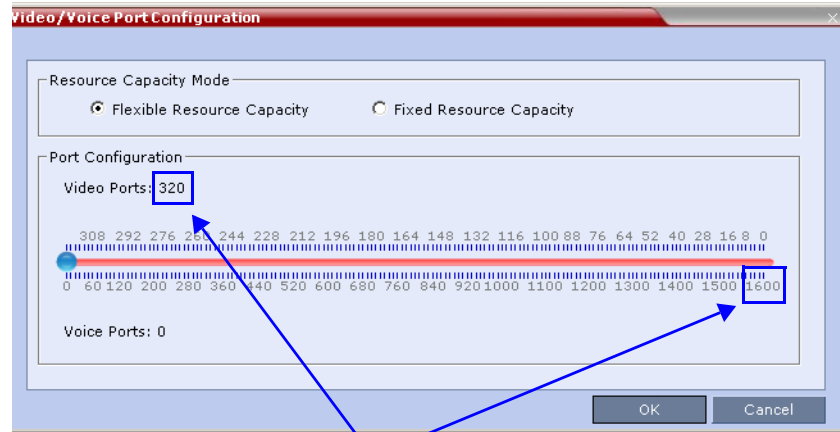 Video/Voice Port Configuration
Resource Capacity Mode
Flexible Resource Capacity Fixed Resource Capacity
Port Configuration
Video Ports: 320
308 292 276 260 244 228 212 196 180 164 148 132 116 100 88 76 64 52 40 28 16 8 0
0 60 120 200 280 360 440 520 600 680 760 840 920 1000 1100 1200 1300 1400 1500 1600
Voice Ports: 0
OK Cancel